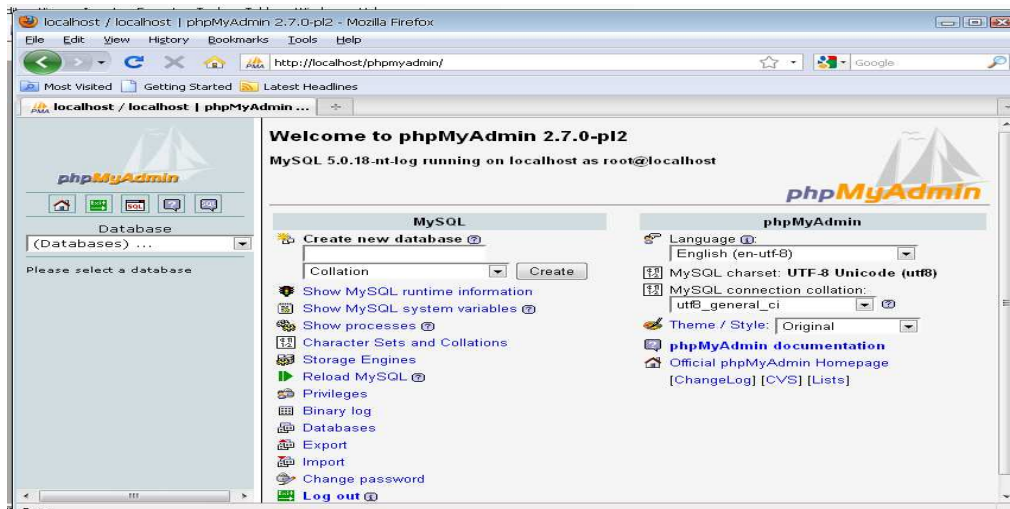 localhost / localhost | phpMyAdmin 2.7.0-pl2 - Mozilla Firefox
File Edit View History Bookmarks Tools Help
http://localhost/phpmyadmin/
Google
Most Visited Getting Started Latest Headlines
localhost / localhost | phpMyAdmin ...
phpMyAdmin
SQL
Database
(Databases) ...
Please select a database
Welcome to phpMyAdmin 2.7.0-pl2
MySQL 5.0.18-nt-log running on localhost as root@localhost
phpMyAdmin
MySQL
Create new database
Collation Create
Show MySQL runtime information
Show MySQL system variables
Show processes
Character Sets and Collations
Storage Engines
Reload MySQL
Privileges
Binary log
Databases
Export
Import
Change password
Log out
phpMyAdmin
Language:
English (en-utf-8)
MySQL charset: UTF-8 Unicode (utf8)
MySQL connection collation:
utf8_general_ci
Theme / Style: Original
phpMyAdmin documentation
Official phpMyAdmin Homepage
[ChangeLog] [CVS] [Lists]